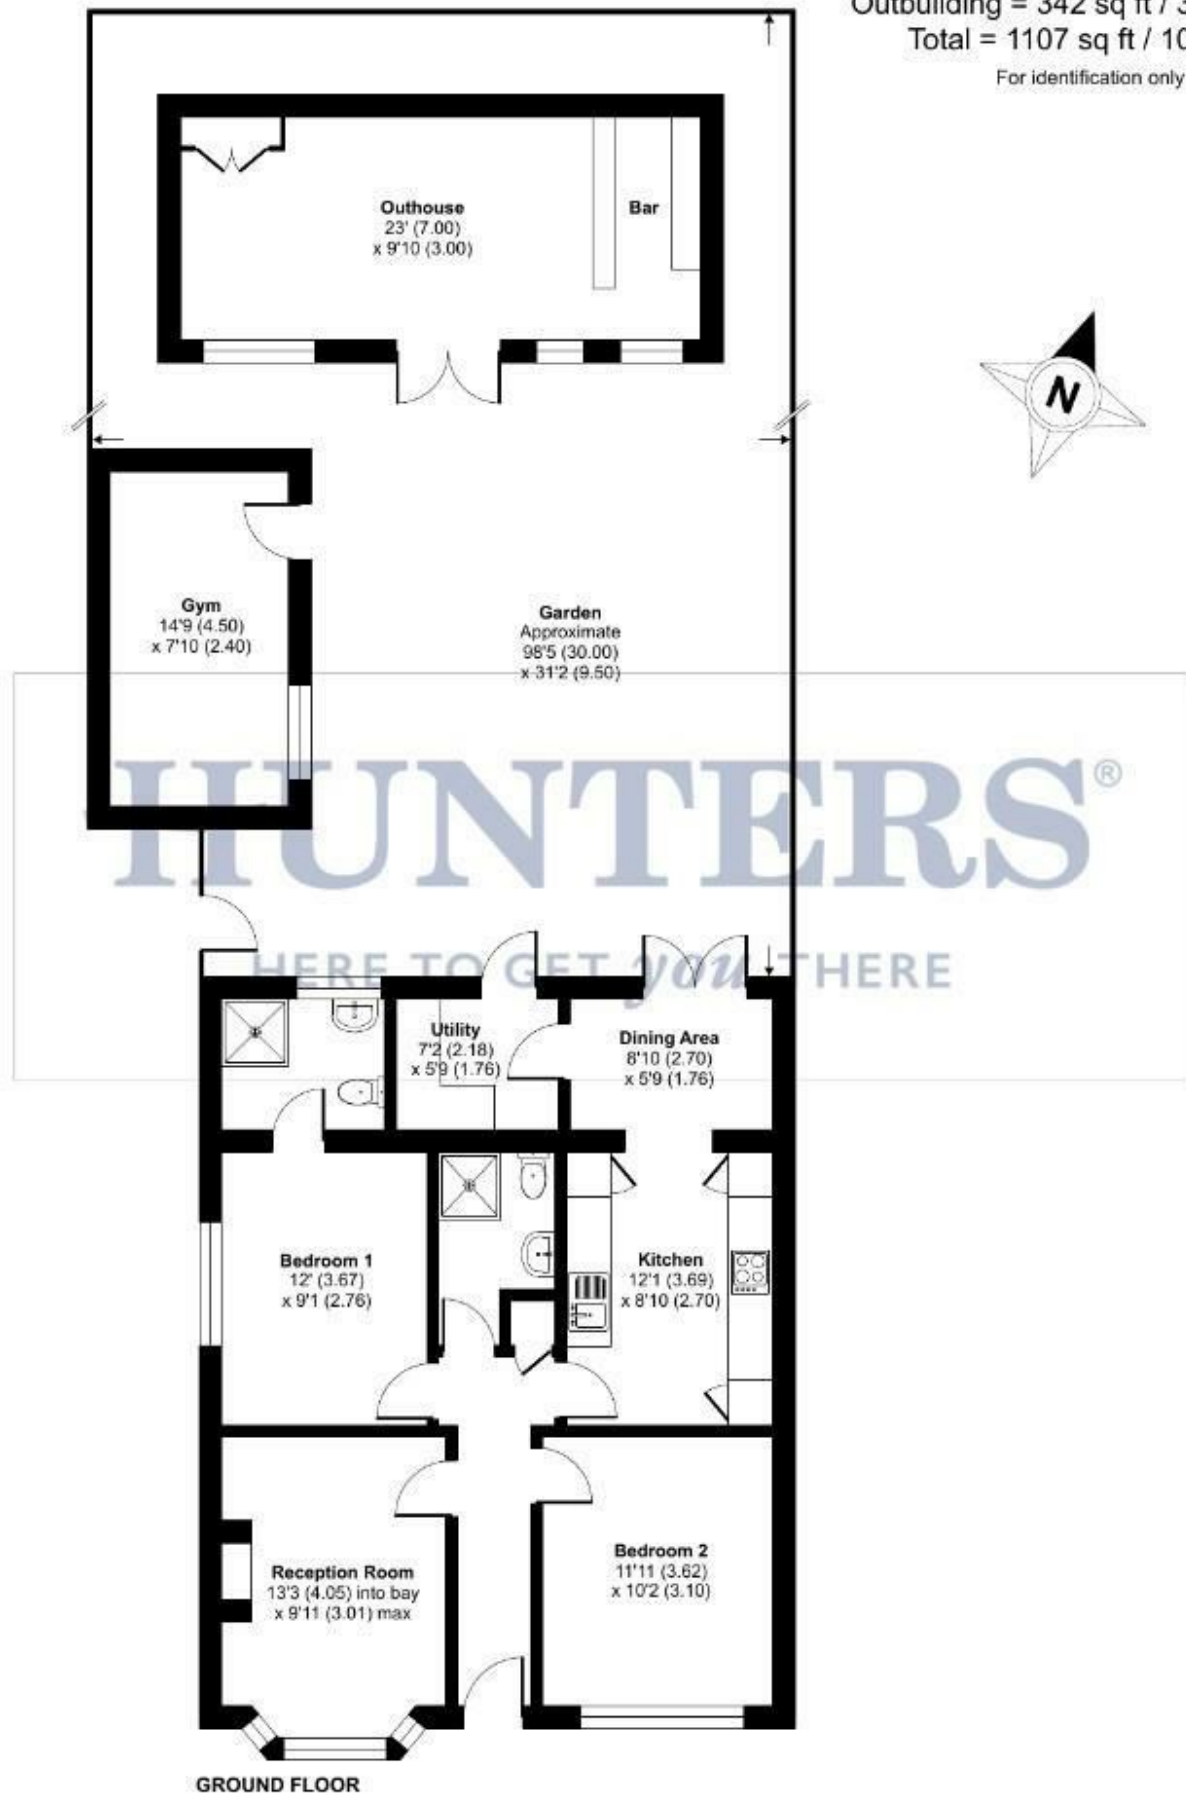 Outbuilding = 342 sq ft / 3
Total = 1107 sq ft / 10
For identification only
Outhouse
23' (7.00)
x 9'10 (3.00)
Bar
N
Gym
14'9 (4.50)
x 7'10 (2.40)
Garden
Approximate
98'5 (30.00)
x 31'2 (9.50)
HUNTERS®
HERE TO GET you THERE
Utility
7'2 (2.18)
x 5'9 (1.76)
Dining Area
8'10 (2.70)
x 5'9 (1.76)
Bedroom 1
12' (3.67)
x 9'1 (2.76)
Kitchen
12'1 (3.69)
x 8'10 (2.70)
Reception Room
13'3 (4.05) into bay
x 9'11 (3.01) max
Bedroom 2
11'11 (3.62)
x 10'2 (3.10)
GROUND FLOOR